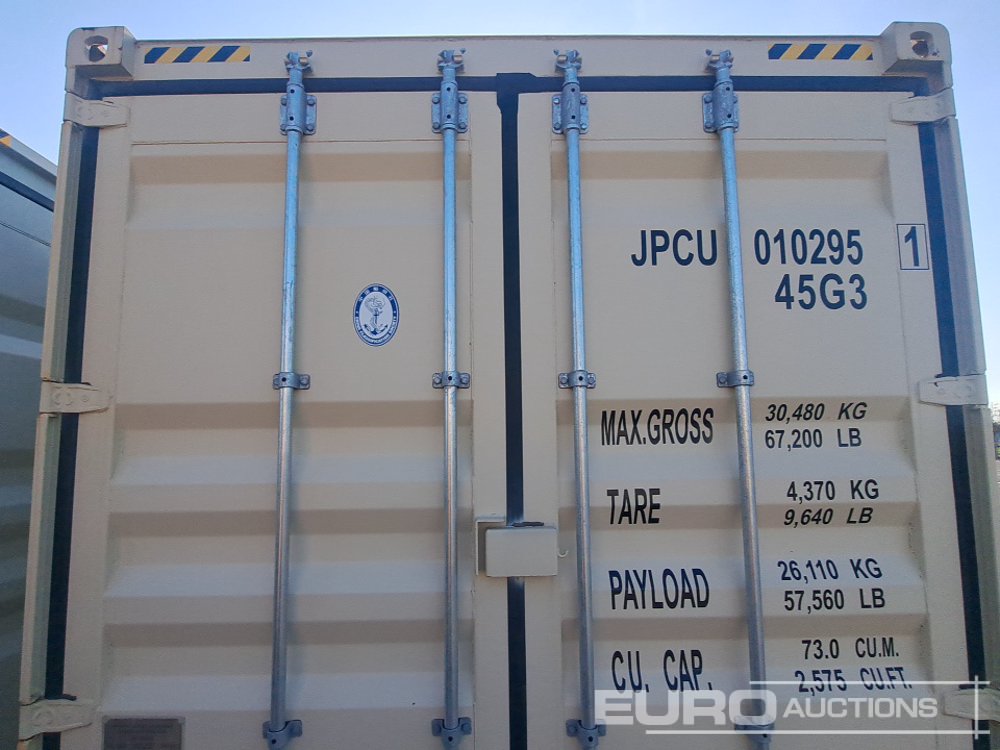 JPCU 010295 1
45G3
MAX.GROSS 30,480 KG
67,200 LB
TARE 4,370 KG
9,640 LB
PAYLOAD 26,110 KG
57,560 LB
CU. CAP. 73.0 CU.M.
2,575 CU.FT.
EURO AUCTIONS